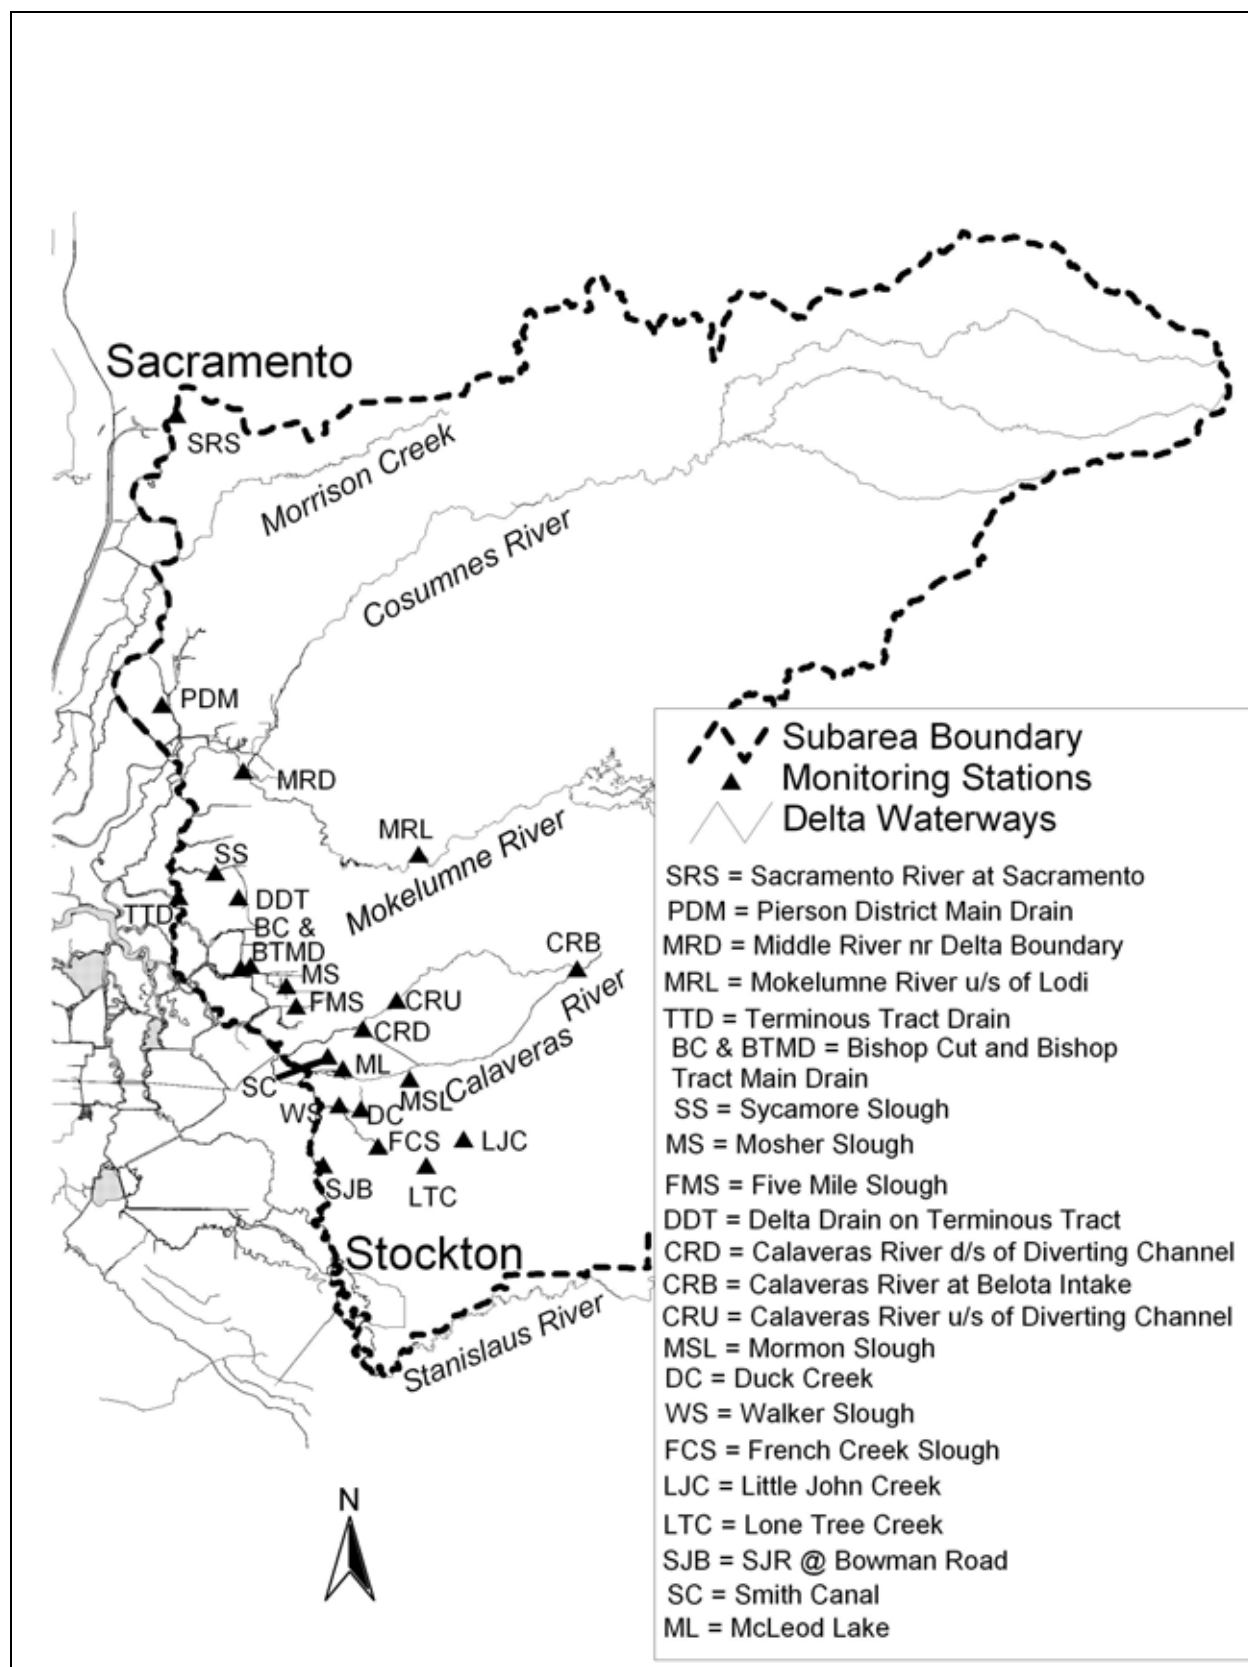 Sacramento
SRS
Morrison Creek
Cosumnes River
PDM
MRD
MRL
Mokelumne River
SS
DDT
TTD
BC &
BTMD
MS
FMS
CRB
CRU
CRD
Calaveras River
ML
SC
MSL
WS
DC
FCS
LJC
SJB
LTC
Stockton
Stanislaus River
N
Subarea Boundary
Monitoring Stations
Delta Waterways
SRS = Sacramento River at Sacramento
PDM = Pierson District Main Drain
MRD = Middle River nr Delta Boundary
MRL = Mokelumne River u/s of Lodi
TTD = Terminous Tract Drain
BC & BTMD = Bishop Cut and Bishop
Tract Main Drain
SS = Sycamore Slough
MS = Mosher Slough
FMS = Five Mile Slough
DDT = Delta Drain on Terminous Tract
CRD = Calaveras River d/s of Diverting Channel
CRB = Calaveras River at Belota Intake
CRU = Calaveras River u/s of Diverting Channel
MSL = Mormon Slough
DC = Duck Creek
WS = Walker Slough
FCS = French Creek Slough
LJC = Little John Creek
LTC = Lone Tree Creek
SJB = SJR @ Bowman Road
SC = Smith Canal
ML = McLeod Lake